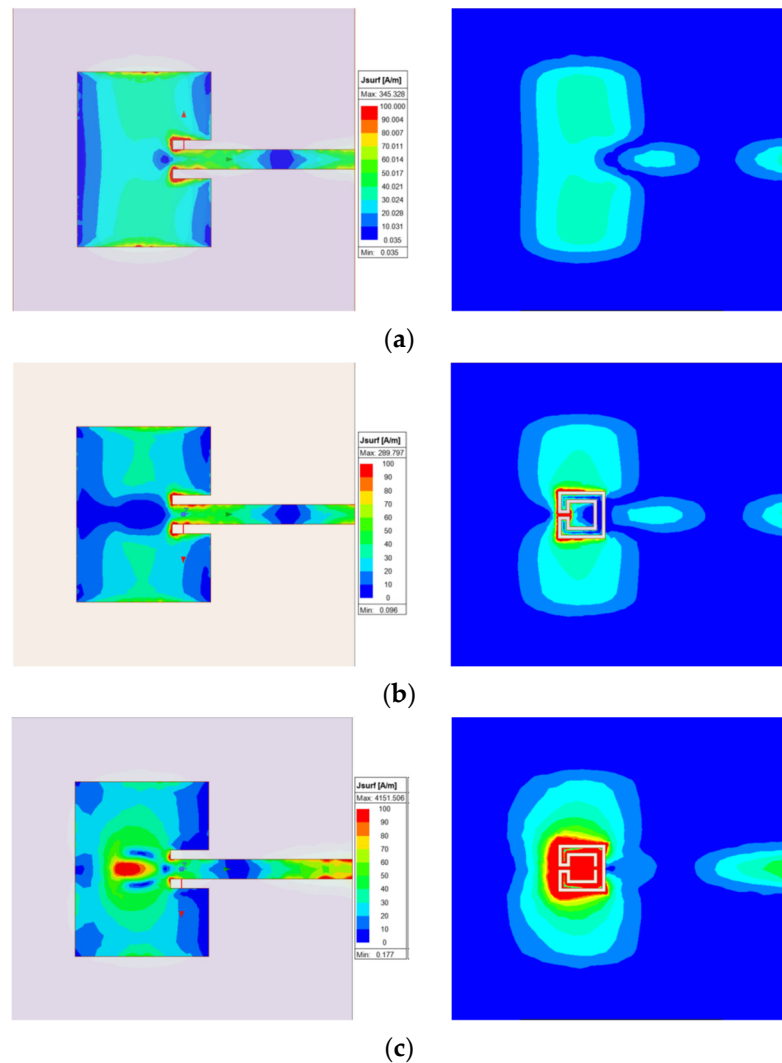 Jsurf [A/m]
Max: 345.328
100.000
90.004
80.007
70.011
60.014
50.017
40.021
30.024
20.028
10.031
0.035
Min: 0.035
(a)
Jsurf [A/m]
Max: 289.797
100
90
80
70
60
50
40
30
20
10
0
Min: 0.096
(b)
Jsurf [A/m]
Max: 4151.506
100
90
80
70
60
50
40
30
20
10
0
Min: 0.177
(c)